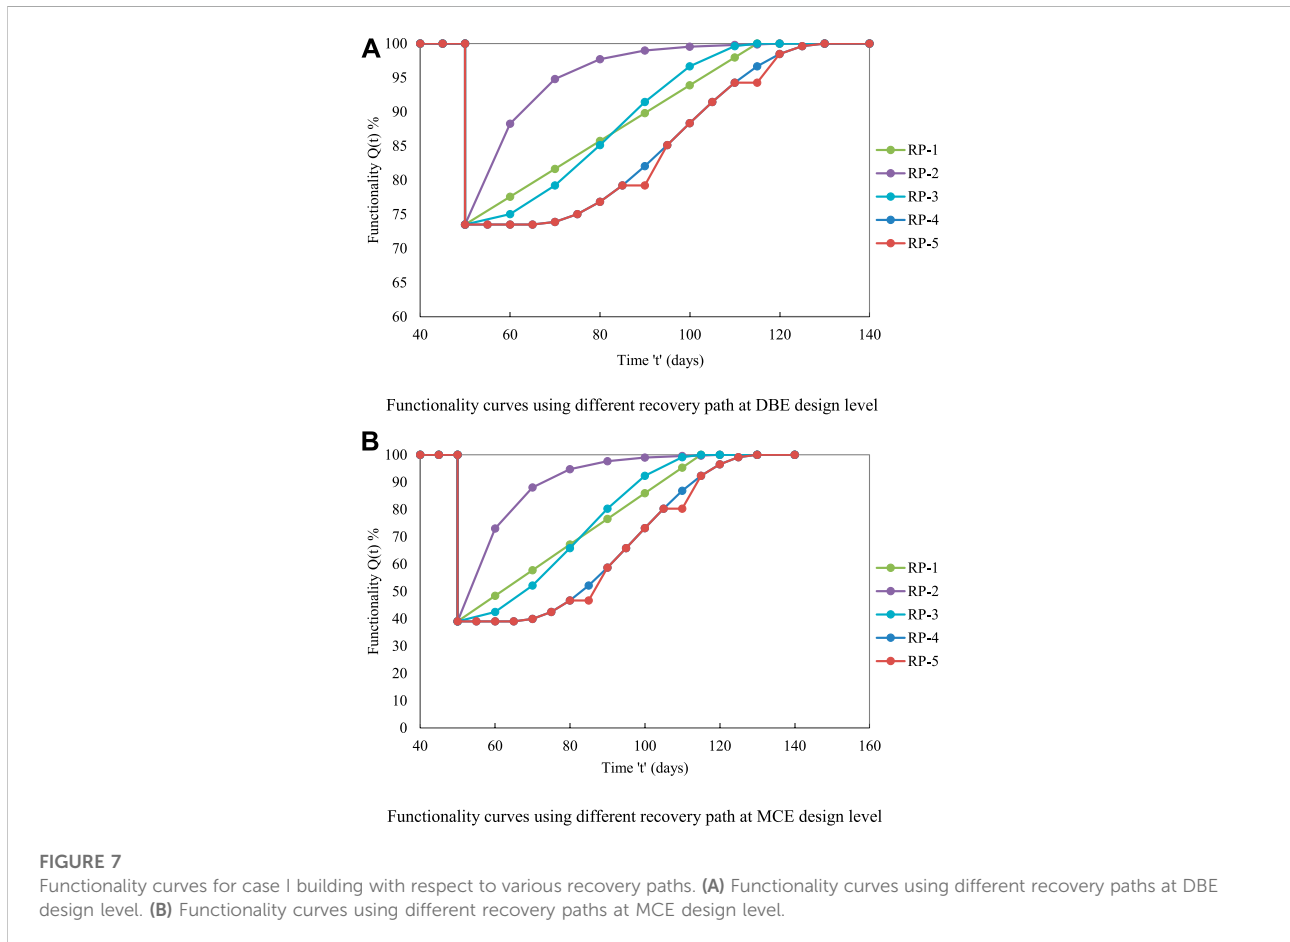 A
100
95
90
85
80
75
70
65
60
Functionality Q(t) %
40 60 80 100 120 140
Time 't' (days)
RP-1
RP-2
RP-3
RP-4
RP-5
Functionality curves using different recovery path at DBE design level
B
100
90
80
70
60
50
40
30
20
10
0
Functionality Q(t) %
40 60 80 100 120 140 160
Time 't' (days)
RP-1
RP-2
RP-3
RP-4
RP-5
Functionality curves using different recovery path at MCE design level
FIGURE 7
Functionality curves for case I building with respect to various recovery paths. (A) Functionality curves using different recovery paths at DBE
design level. (B) Functionality curves using different recovery paths at MCE design level.